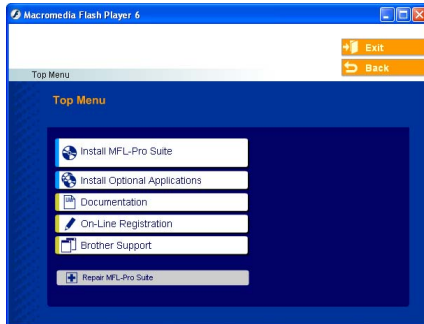 Macromedia Flash Player 6
Exit
Back
Top Menu
Top Menu
Install MFL-Pro Suite
Install Optional Applications
Documentation
On-Line Registration
Brother Support
Repair MFL-Pro Suite